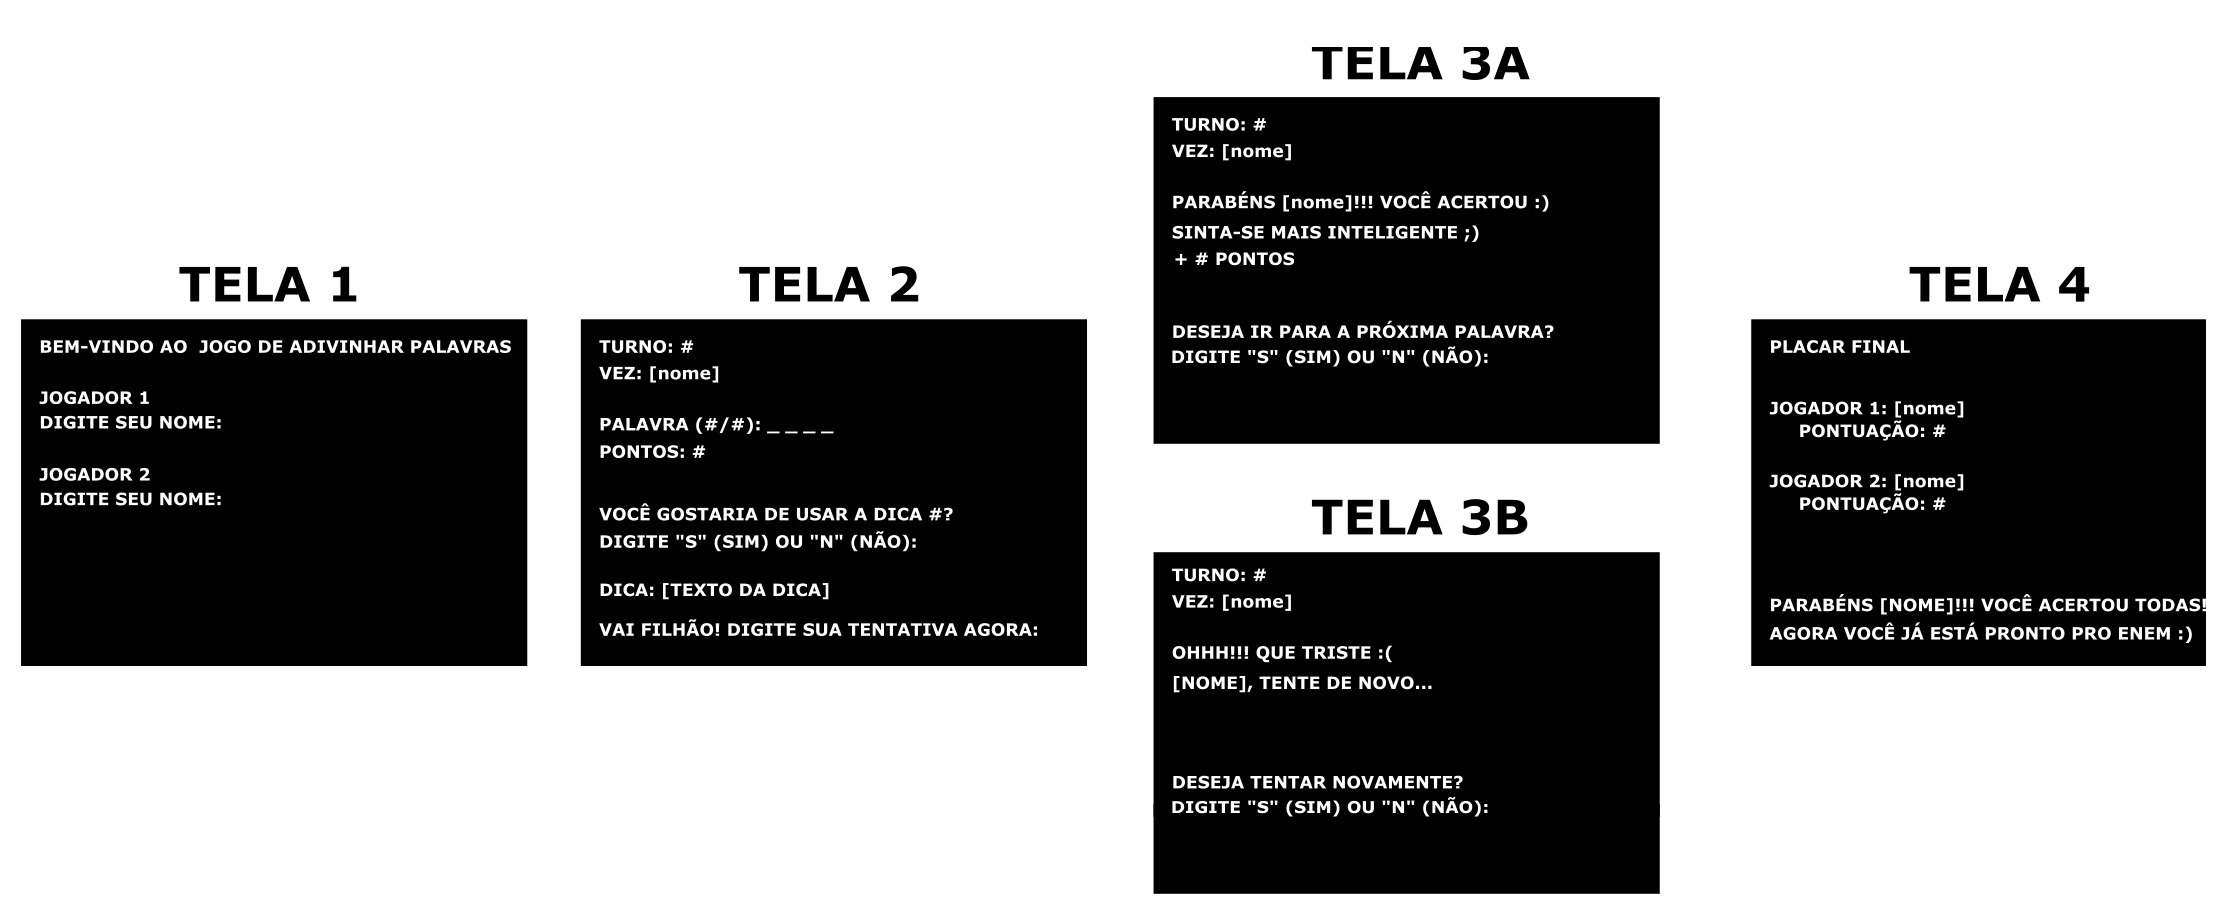 TELA 1
BEM-VINDO AO  JOGO DE ADIVINHAR PALAVRAS
JOGADOR 1
DIGITE SEU NOME:
JOGADOR 2
DIGITE SEU NOME:
TELA 2
TURNO: #
VEZ: [nome]
PALAVRA (#/#): _ _ _ _
PONTOS: #
VOCÊ GOSTARIA DE USAR A DICA #?
DIGITE "S" (SIM) OU "N" (NÃO):
DICA: [TEXTO DA DICA]
VAI FILHÃO! DIGITE SUA TENTATIVA AGORA:
TELA 3A
TURNO: #
VEZ: [nome]
PARABÉNS [nome]!!! VOCÊ ACERTOU :)
SINTA-SE MAIS INTELIGENTE ;)
+ # PONTOS
DESEJA IR PARA A PRÓXIMA PALAVRA?
DIGITE "S" (SIM) OU "N" (NÃO):
TELA 3B
TURNO: #
VEZ: [nome]
OHHH!!! QUE TRISTE :(
[NOME], TENTE DE NOVO...
DESEJA TENTAR NOVAMENTE?
DIGITE "S" (SIM) OU "N" (NÃO):
TELA 4
PLACAR FINAL
JOGADOR 1: [nome]
PONTUAÇÃO: #
JOGADOR 2: [nome]
PONTUAÇÃO: #
PARABÉNS [NOME]!!! VOCÊ ACERTOU TODAS!
AGORA VOCÊ JÁ ESTÁ PRONTO PRO ENEM :)